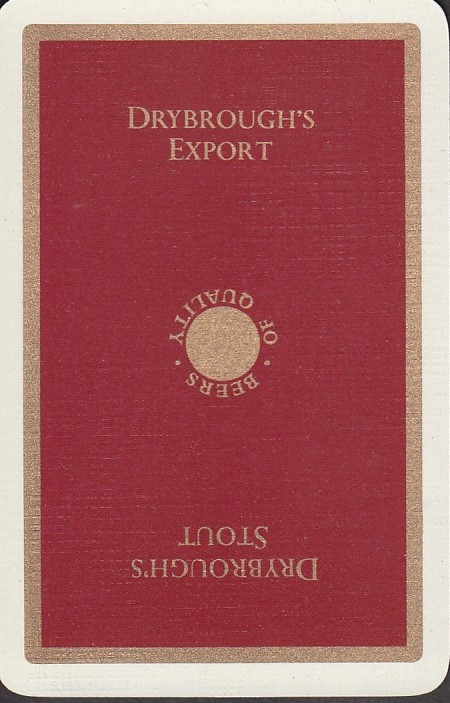 DRYBROUGH'S
EXPORT
BEERS OF QUALITY
DRYBROUGH'S
STOUT